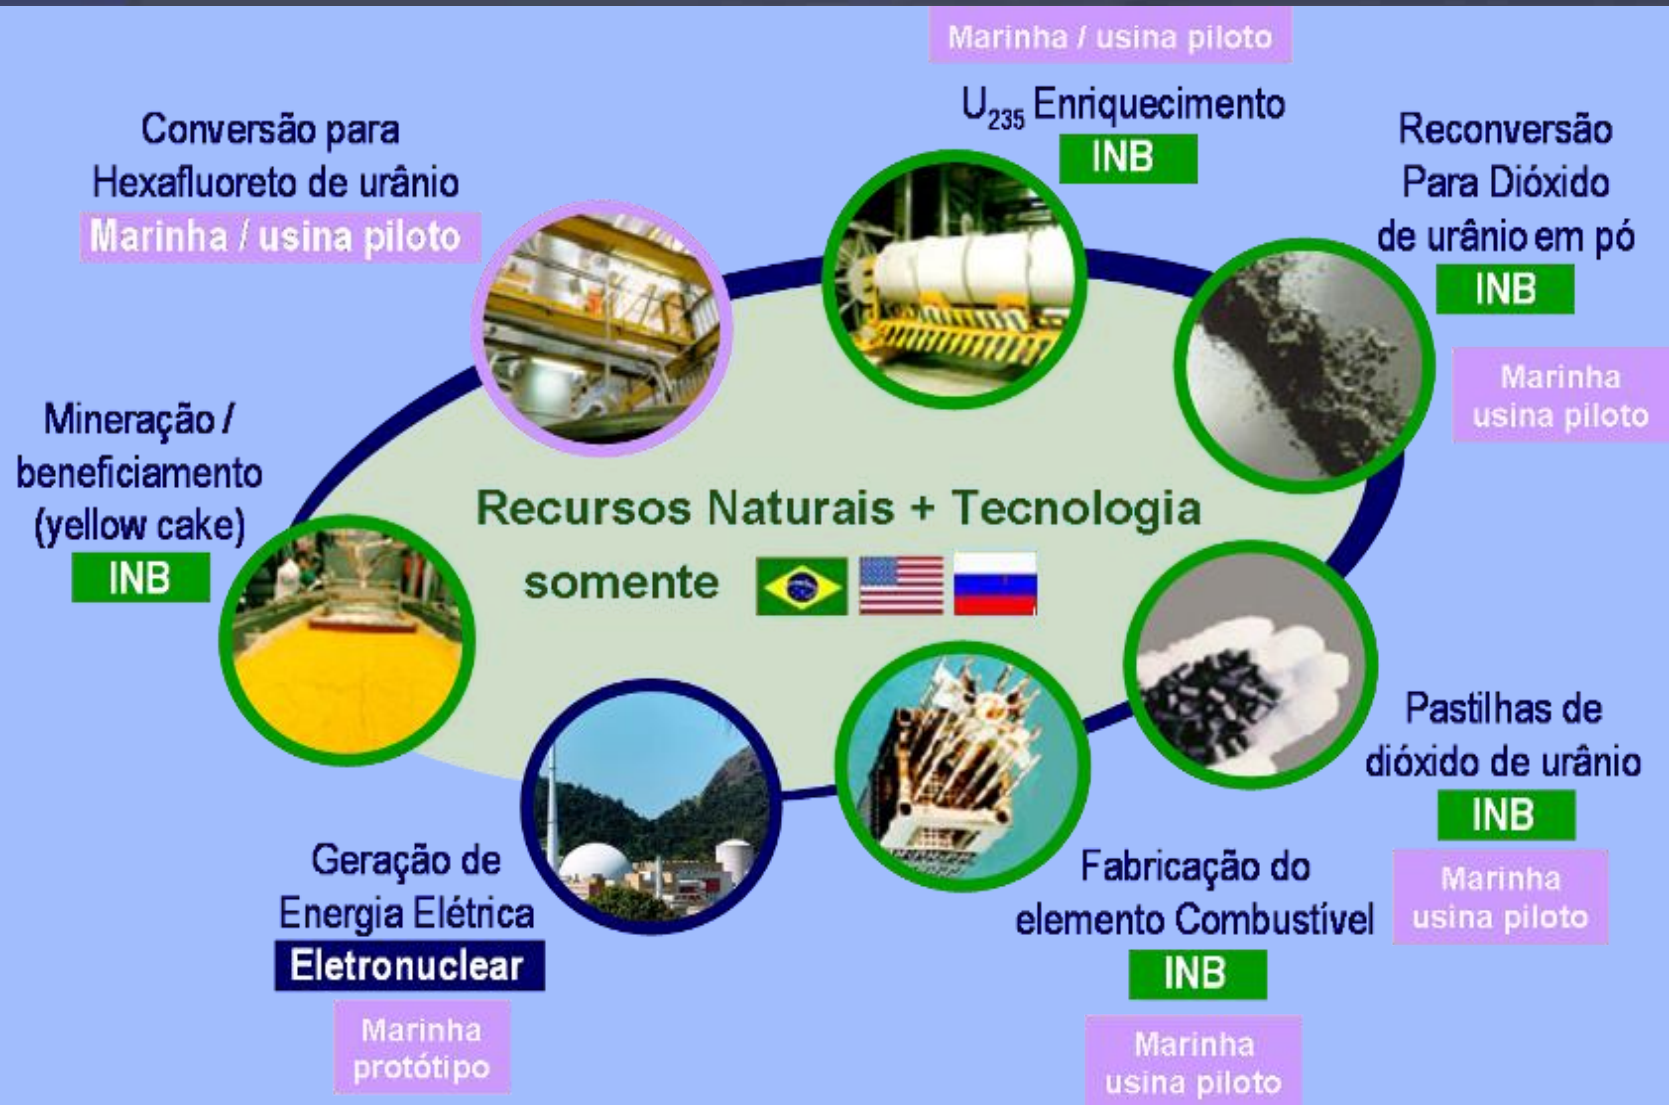 Marinha / usina piloto
U235 Enriquecimento
INB
Conversão para
Hexafluoreto de urânio
Marinha / usina piloto
Reconversão
Para Dióxido
de urânio em pó
INB
Marinha
usina piloto
Mineração /
beneficiamento
(yellow cake)
INB
Recursos Naturais + Tecnologia
somente
Pastilhas de
dióxido de urânio
INB
Marinha
usina piloto
Fabricação do
elemento Combustível
INB
Marinha
usina piloto
Geração de
Energia Elétrica
Eletronuclear
Marinha
protótipo